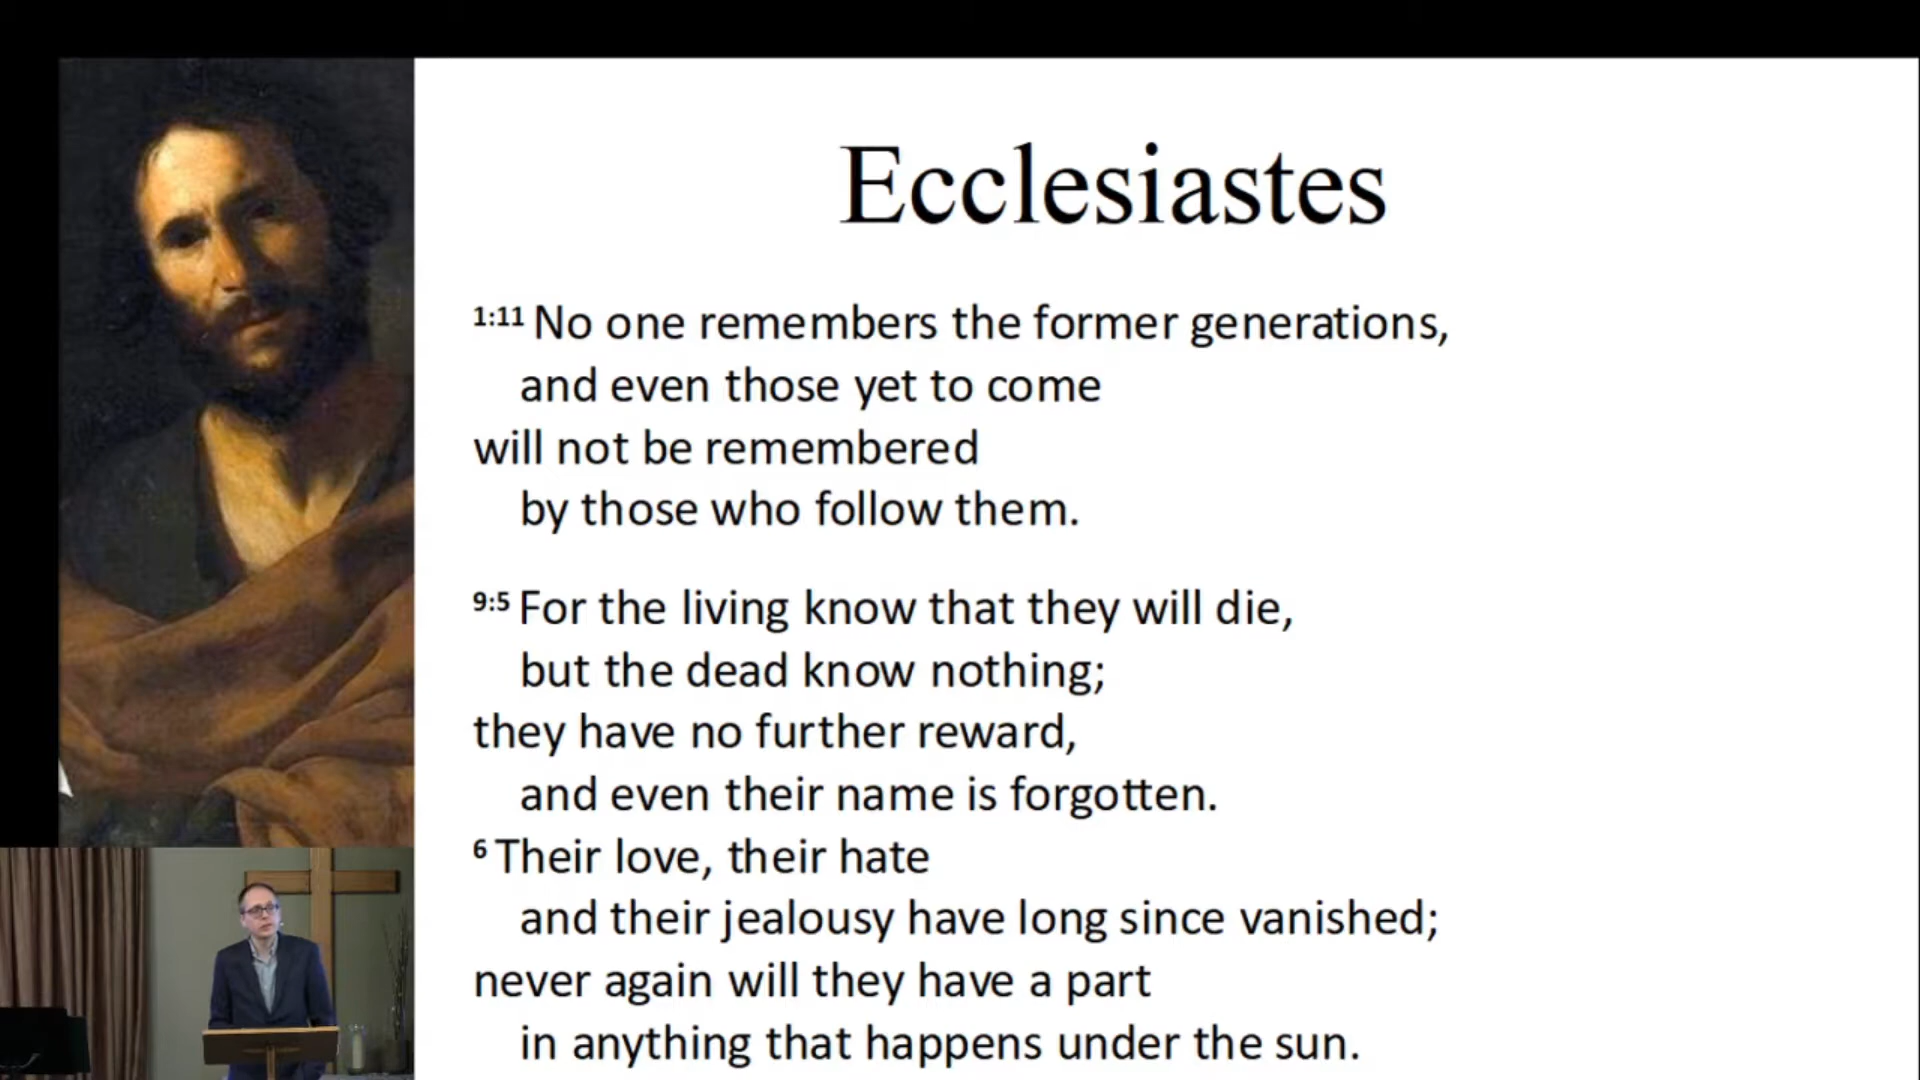 Ecclesiastes
1:11 No one remembers the former generations,
and even those yet to come
will not be remembered
by those who follow them.
9:5 For the living know that they will die,
but the dead know nothing;
they have no further reward,
and even their name is forgotten.
6 Their love, their hate
and their jealousy have long since vanished;
never again will they have a part
in anything that happens under the sun.